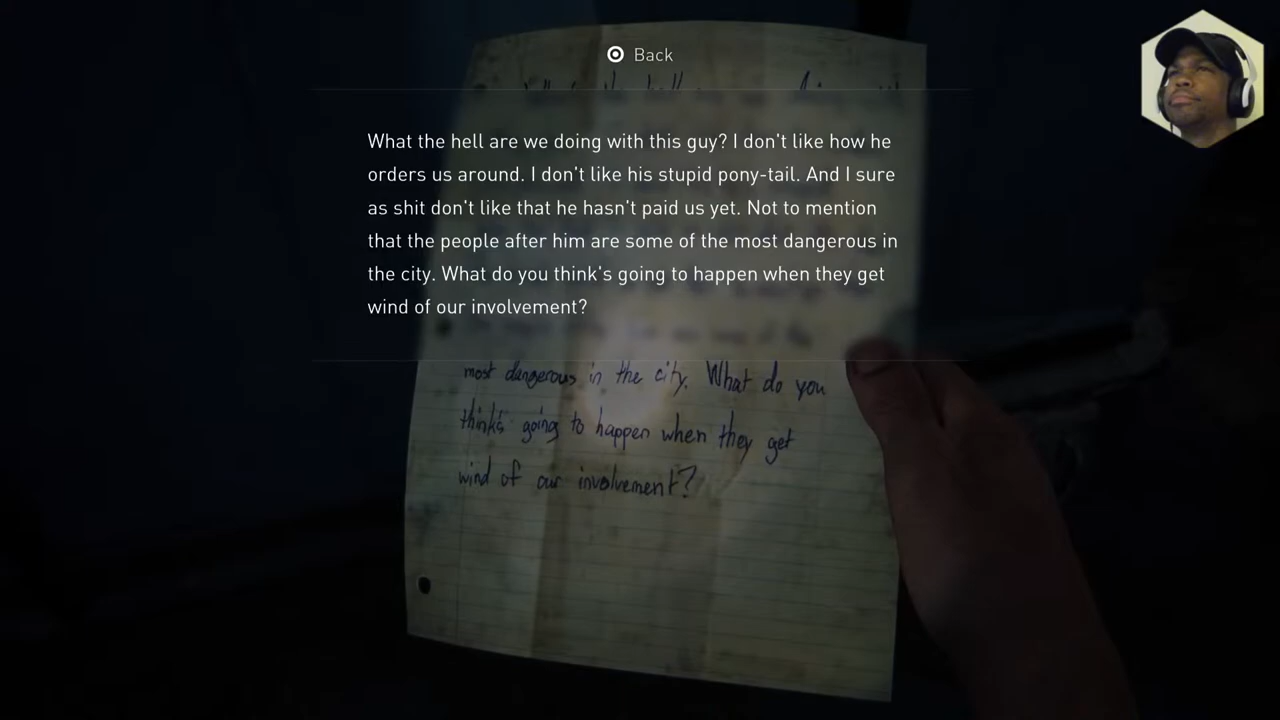 Back
What the hell are we doing with this guy? I don't like how he
orders us around. I don't like his stupid pony-tail. And I sure
as shit don't like that he hasn't paid us yet. Not to mention
that the people after him are some of the most dangerous in
the city. What do you think's going to happen when they get
wind of our involvement?
most dangerous in the city. What do you
think's going to happen when they get
wind of our involvement?